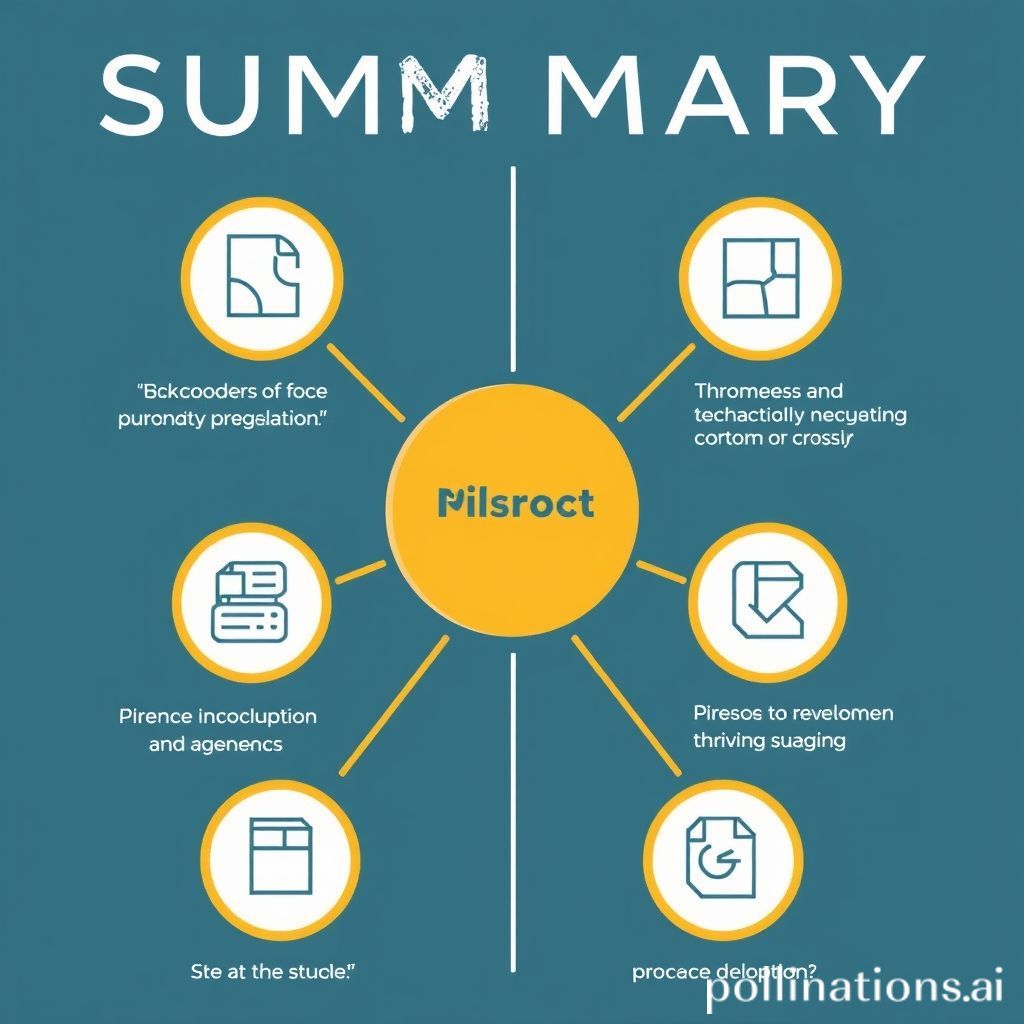 SUMM MARY
"Bckcooders of foce
purondty pregslation."
Thromeess and
techactiolly necyating
cortom or crossly
Nilsroct
Pirence incocluption
and agenencs
Piresos to revelomen
thriving suaging
Ste at the stucle."
procace deloption?
pollinations.ai